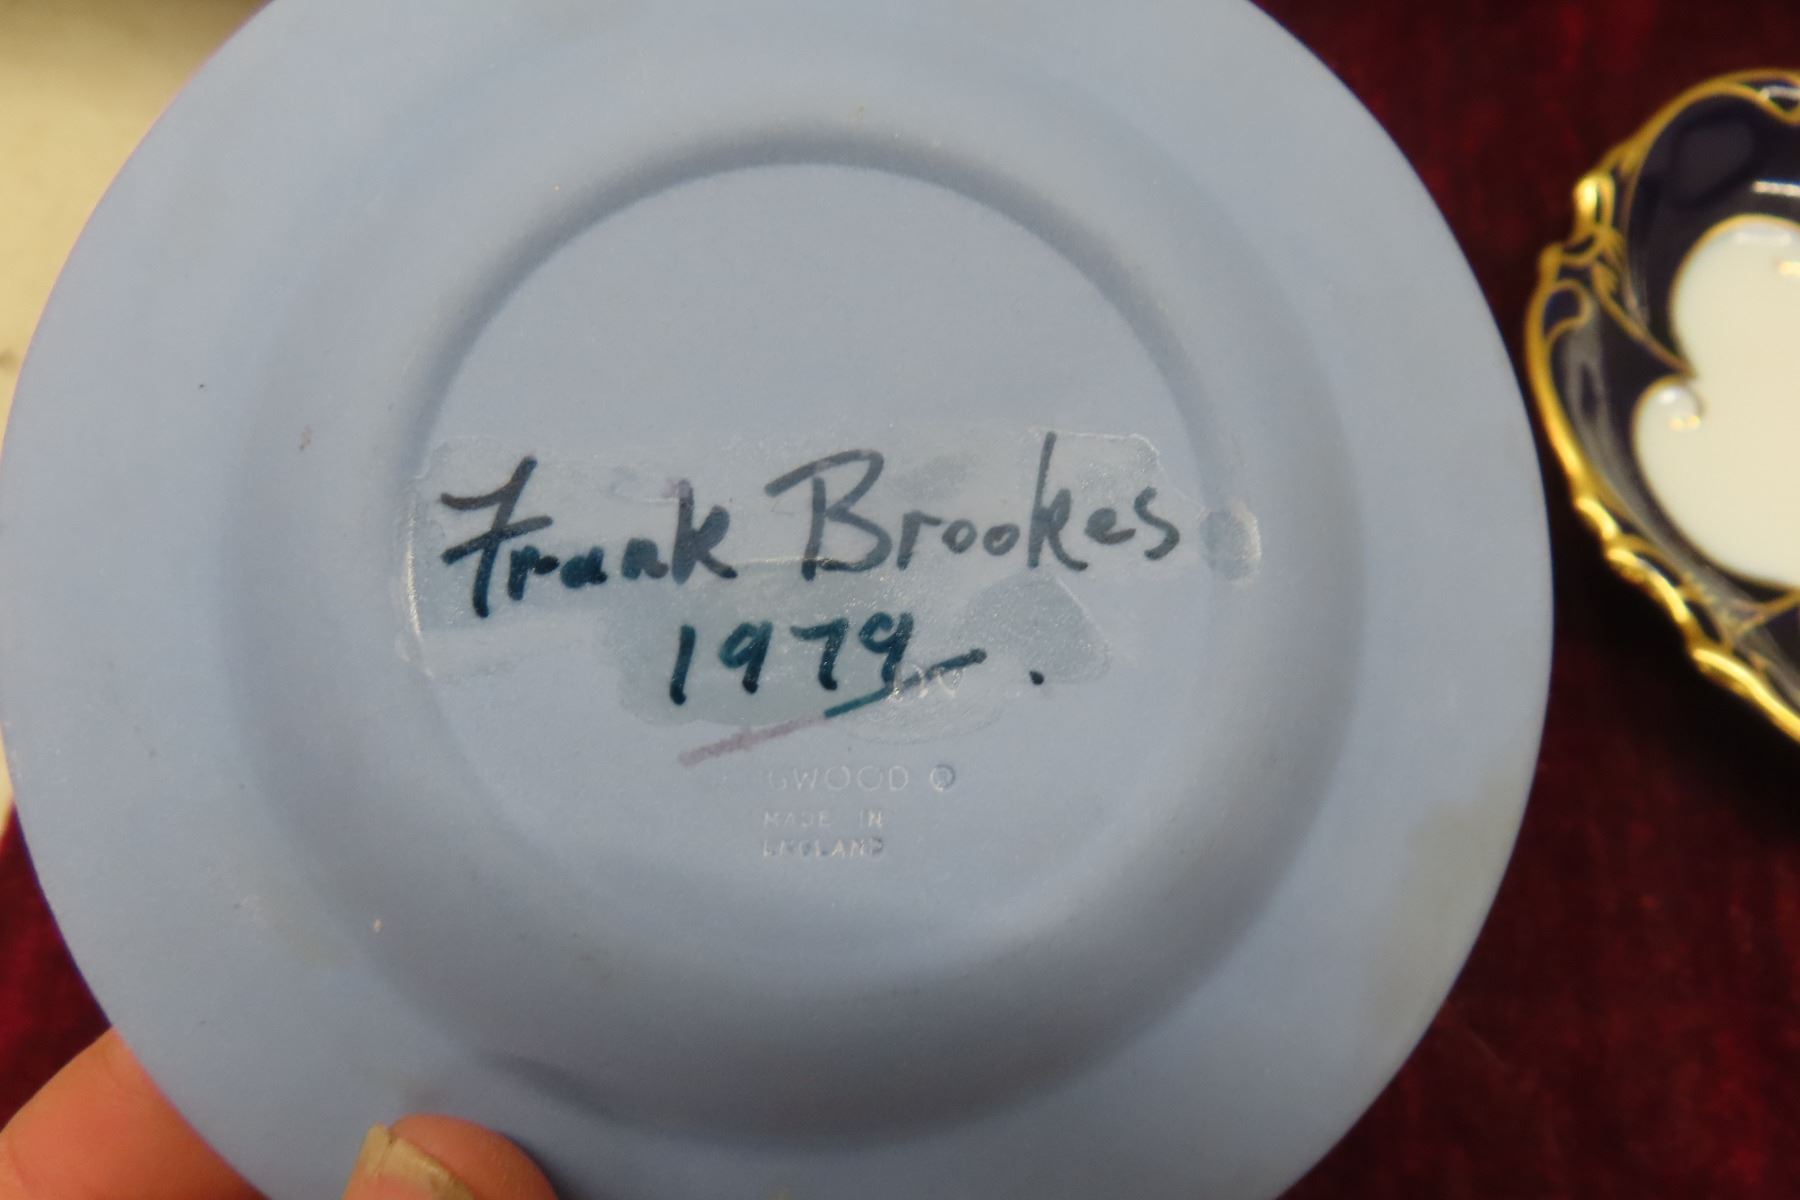 Frank Brookes
1979.
GWOOD
MADE IN
ENGLAND